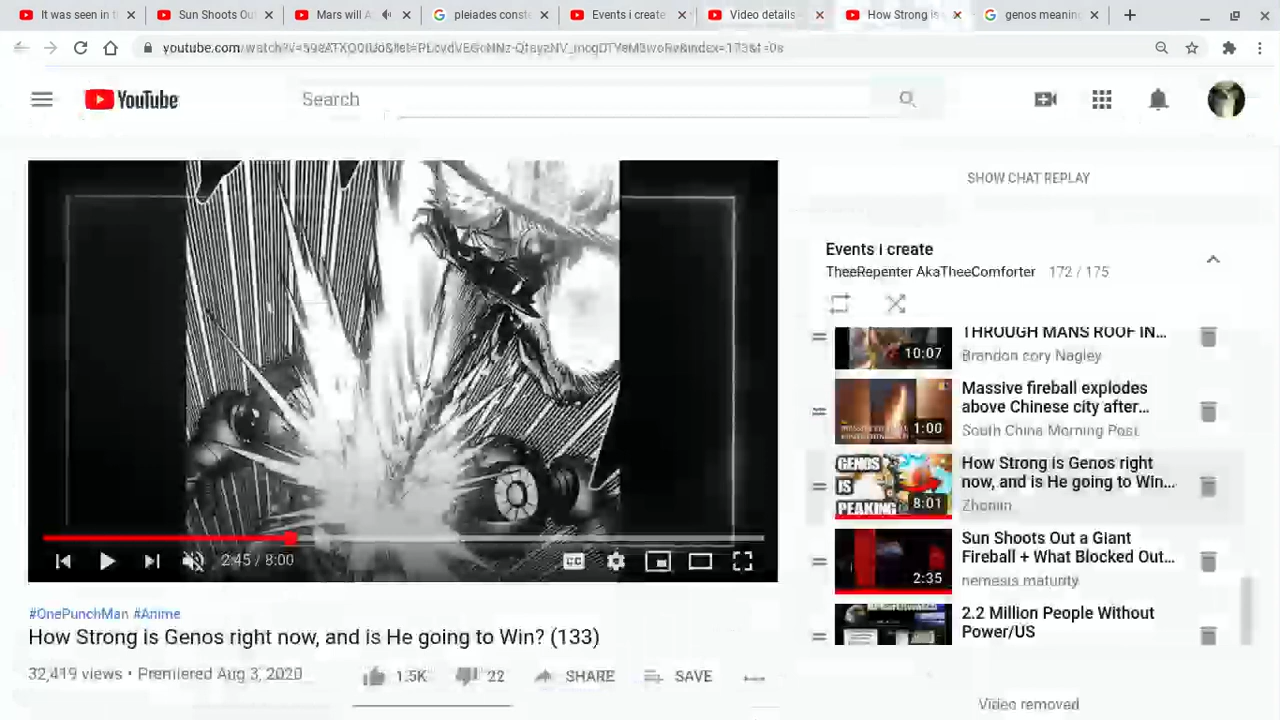 It was seen in t
Sun Shoots Ou
Mars will A
pleiades const
Events i create
Video details -
How Strong is
genos meanin
youtube.com
YouTube
Search
SHOW CHAT REPLAY
Events i create
TheeRepenter AkaTheeComforter 172 / 175
THROUGH MANS ROOF IN...
Brandon cory Nagley
10:07
Massive fireball explodes
above Chinese city after...
South China Morning Post
1:00
How Strong is Genos right
now, and is He going to Win...
Zhonin
GENOS
IS
PEAKING
8:01
Sun Shoots Out a Giant
Fireball + What Blocked Out...
nemesis maturity
2:35
2.2 Million People Without
Power/US
2:45 / 8:00
CC
#OnePunchMan #Anime
How Strong is Genos right now, and is He going to Win? (133)
32,419 views • Premiered Aug 3, 2020
1.5K
22
SHARE
SAVE
Video removed